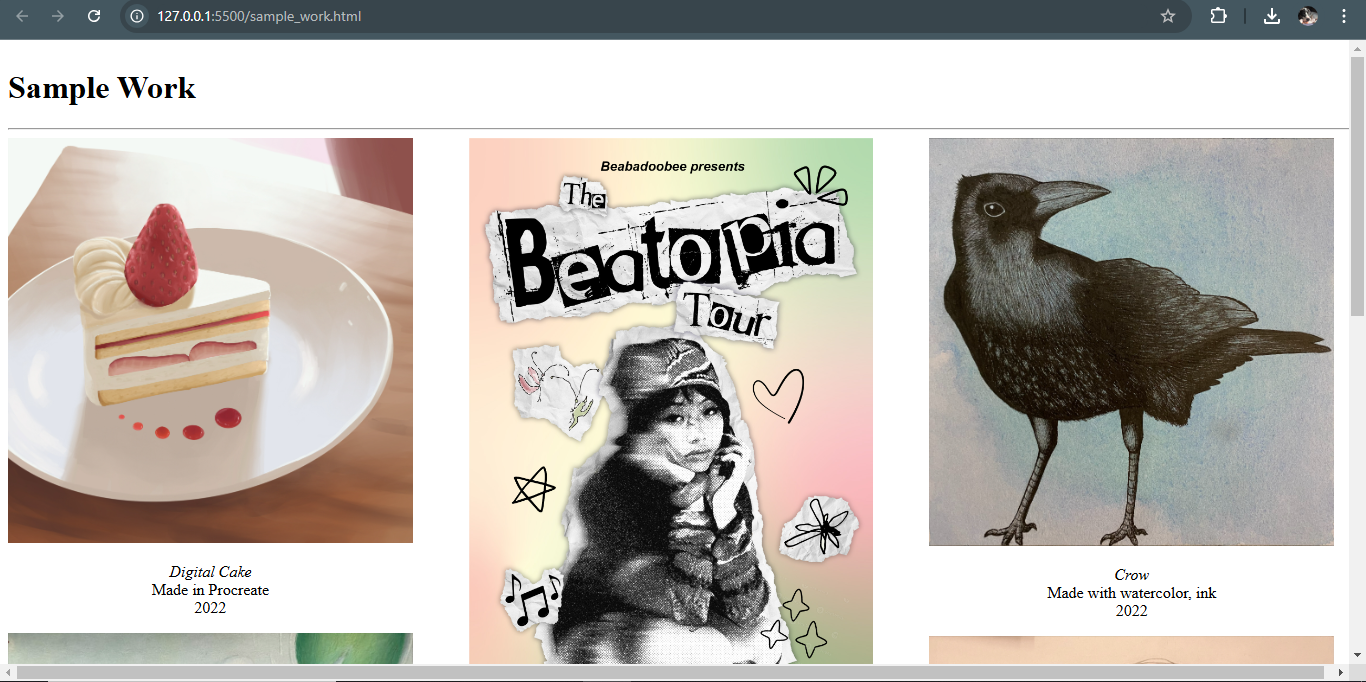 127.0.0.1:5500/sample_work.html
Sample Work
Beabadoobee presents
The
Beatopia
Tour
Digital Cake
Made in Procreate
2022
Crow
Made with watercolor, ink
2022